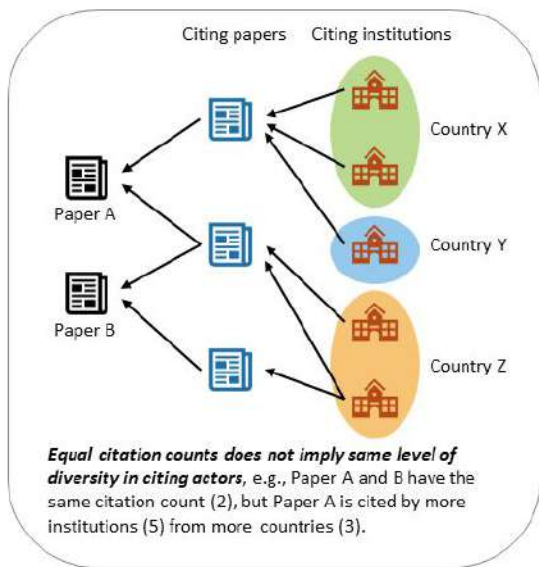 Citing papers
Citing institutions
Country X
Paper A
Country Y
Paper B
Country Z
Equal citation counts does not imply same level of
diversity in citing actors, e.g., Paper A and B have the
same citation count (2), but Paper A is cited by more
institutions (5) from more countries (3).